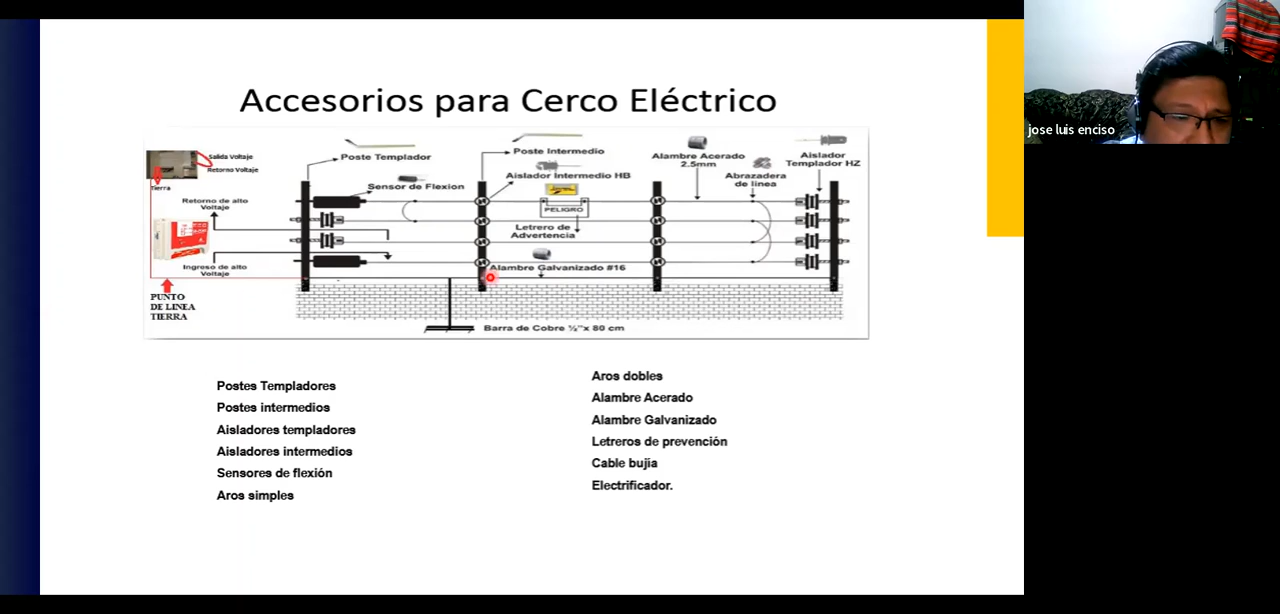 jose luis enciso
Accesorios para Cerco Eléctrico
Salida Voltaje
Retorno Voltaje
Tierra
Poste Templador
Poste Intermedio
Alambre Acerado
2.5mm
Aislador
Templador HZ
Sensor de Flexion
Aislador Intermedio HB
Abrazadera
de linea
Retorno de alto
Voltaje
PELIGRO
Letrero de
Advertencia
Ingreso de alto
Voltaje
Alambre Galvanizado #16
PUNTO
DE LINEA
TIERRA
Barra de Cobre ½"x 80 cm
Postes Templadores
Postes intermedios
Aisladores templadores
Aisladores intermedios
Sensores de flexión
Aros simples
Aros dobles
Alambre Acerado
Alambre Galvanizado
Letreros de prevención
Cable bujía
Electrificador.